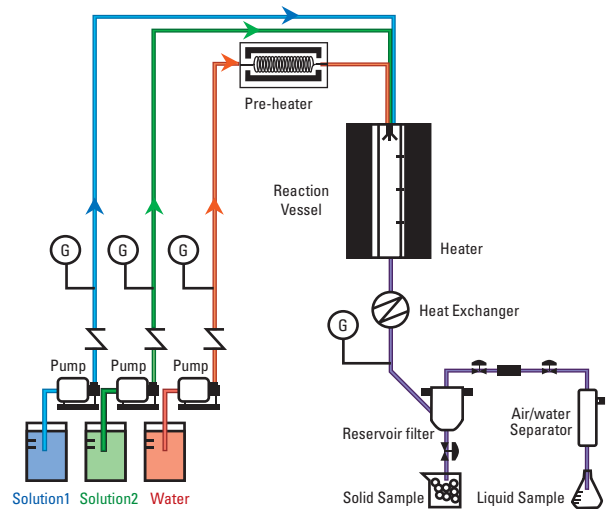 Pre-heater
Reaction
Vessel
Heater
G
G
G
Heat Exchanger
G
Pump
Pump
Pump
Reservoir filter
Air/water
Separator
Solution1
Solution2
Water
Solid Sample
Liquid Sample